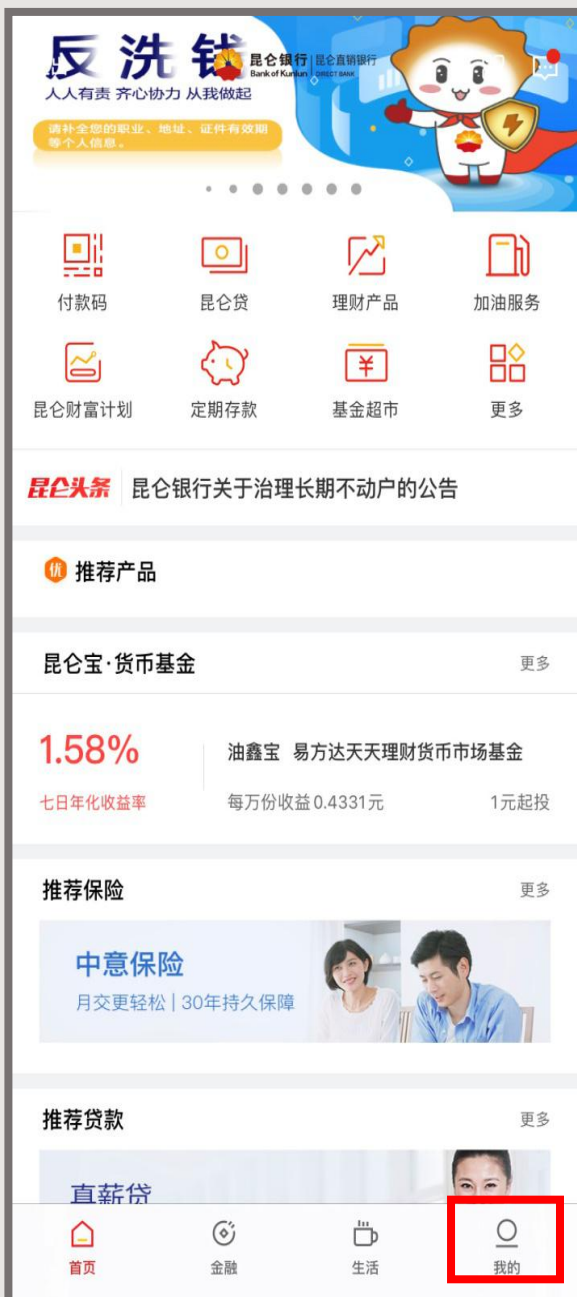 反洗钱
昆仑银行 | 昆仑直销银行
Bank of Kunlun | DIRECT BANK
人人有责 齐心协力 从我做起
请补全您的职业、地址、证件有效期
等个人信息。
付款码 昆仑贷 理财产品 加油服务
昆仑财富计划 定期存款 基金超市 更多
昆仑头条 昆仑银行关于治理长期不动户的公告
优 推荐产品
昆仑宝·货币基金 更多
1.58% 油鑫宝 易方达天天理财货币市场基金
七日年化收益率 每万份收益0.4331元 1元起投
推荐保险 更多
中意保险
月交更轻松 | 30年持久保障
推荐贷款 更多
真薪贷
首页 金融 生活 我的